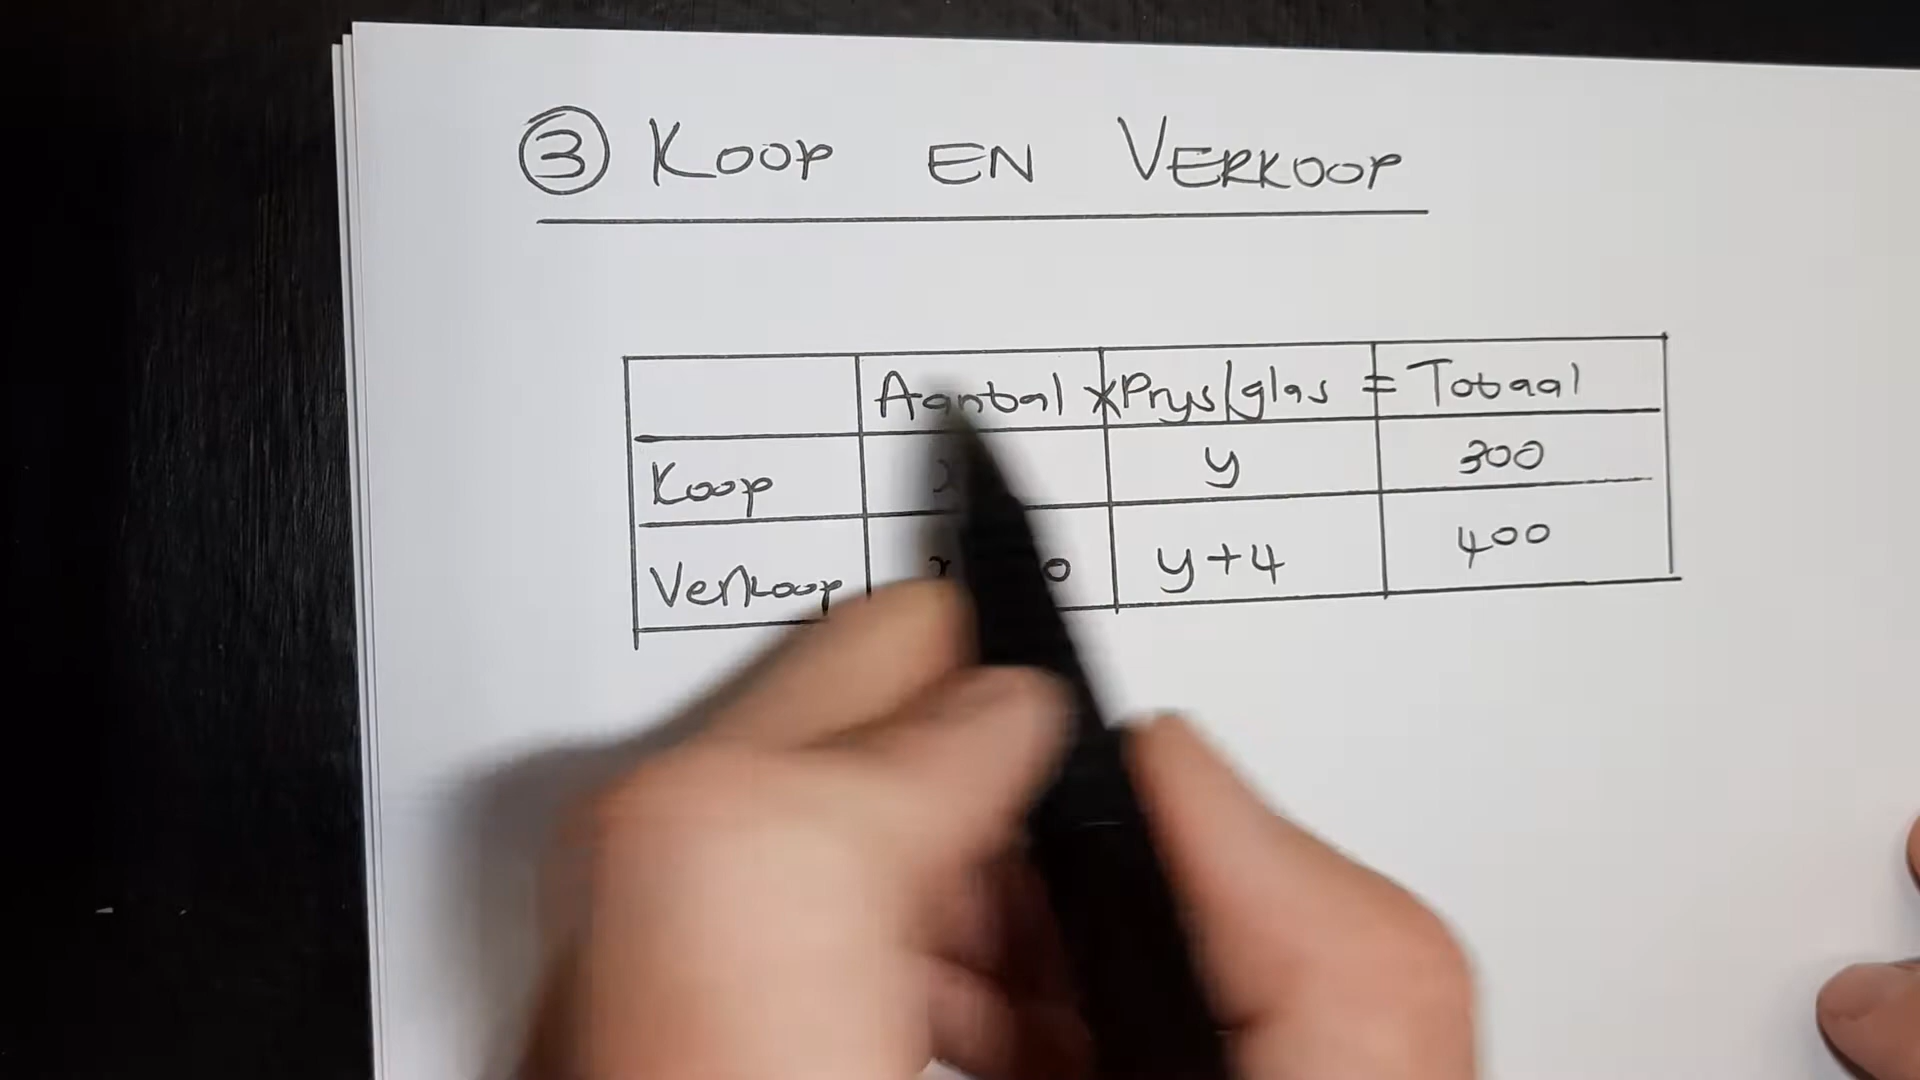 ③ KOOP EN VERKOOP
Aantal × Prys/glas = Totaal
Koop x y 300
Verkoop y+4 400